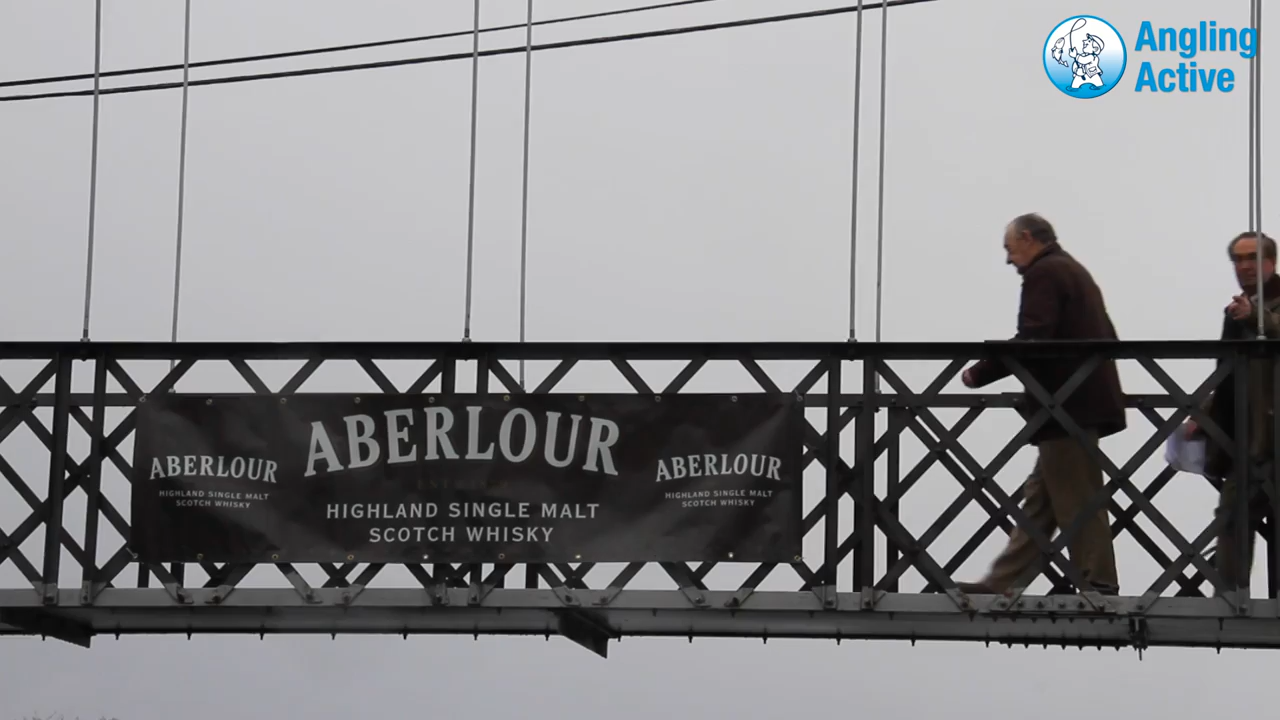 Angling
Active
ABERLOUR
HIGHLAND SINGLE MALT
SCOTCH WHISKY
ABERLOUR
HIGHLAND SINGLE MALT
SCOTCH WHISKY
ABERLOUR
HIGHLAND SINGLE MALT
SCOTCH WHISKY